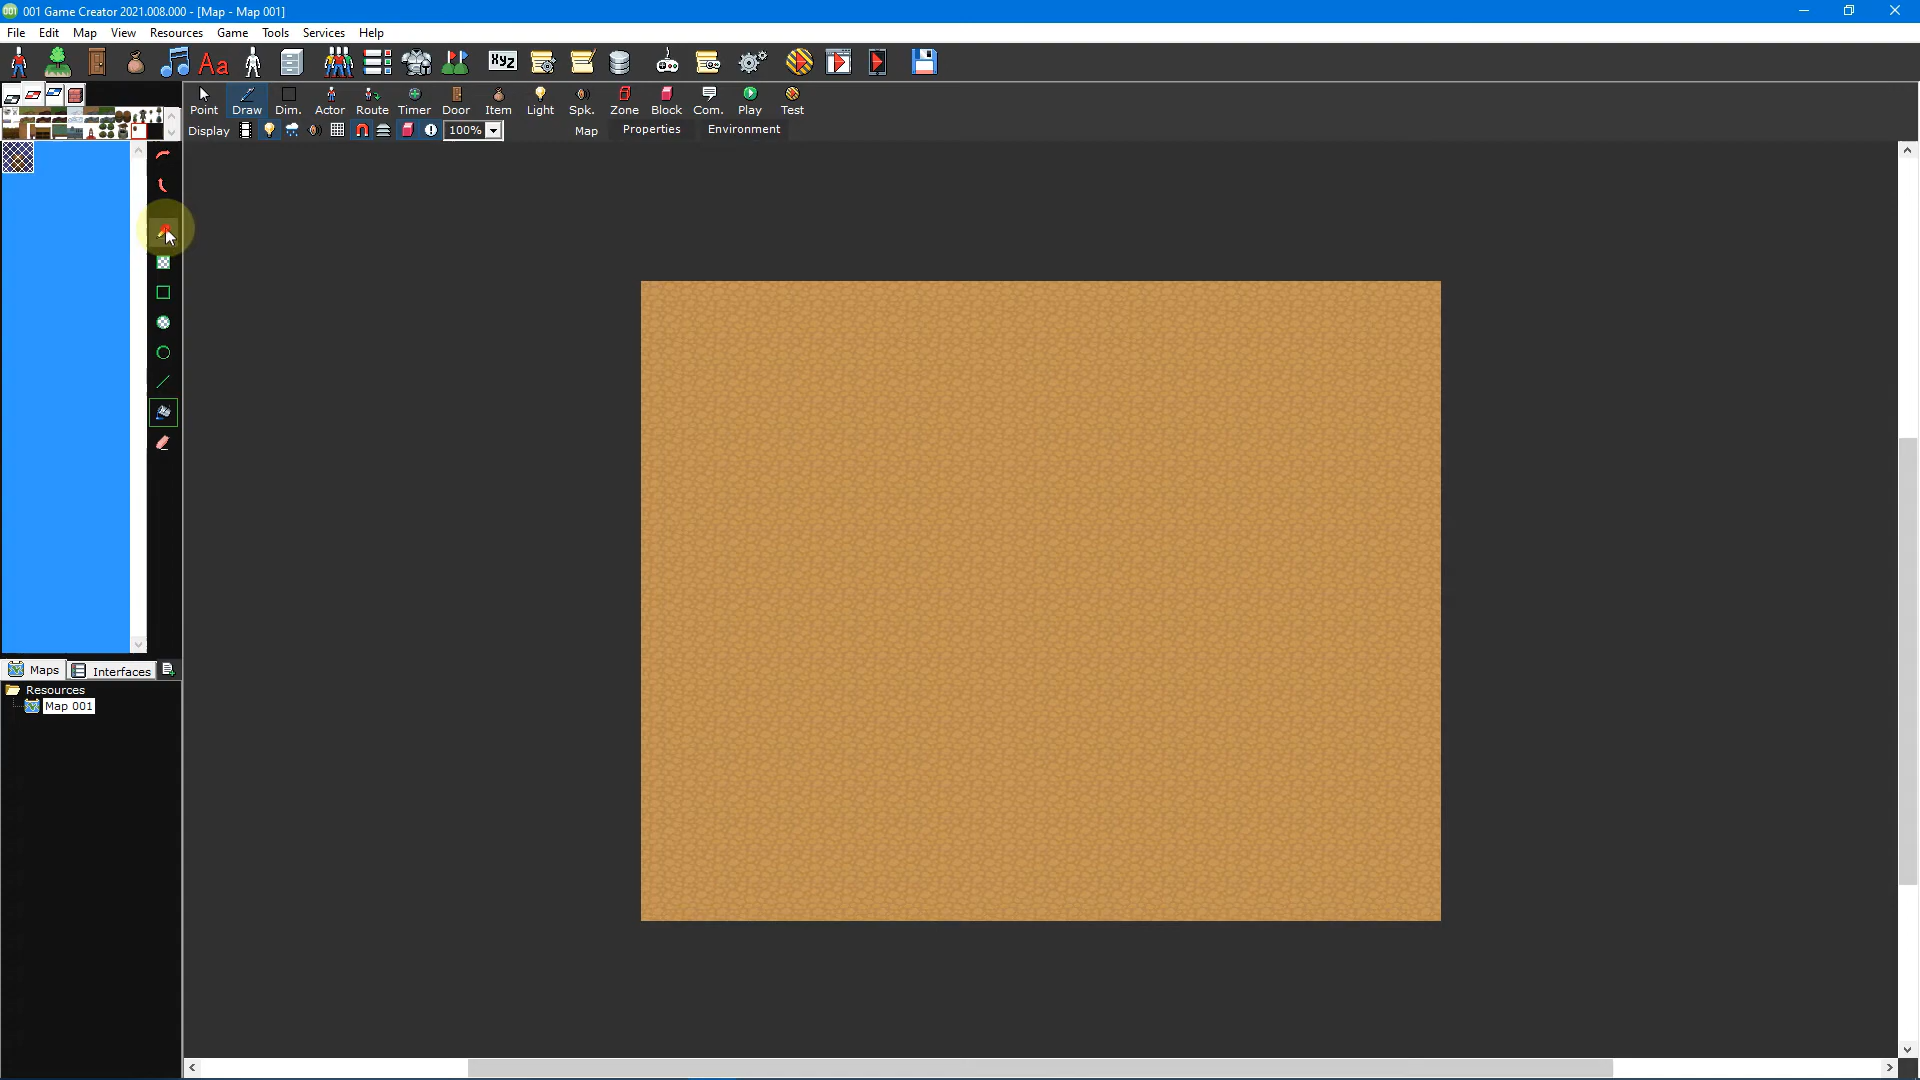 001 Game Creator 2021.008.000 - [Map - Map 001]
File Edit Map View Resources Game Tools Services Help
Aa XYZ
Point Draw Dim. Actor Route Timer Door Item Light Spk. Zone Block Com. Play Test
Display 100% Map Properties Environment
Maps Interfaces
Resources
Map 001